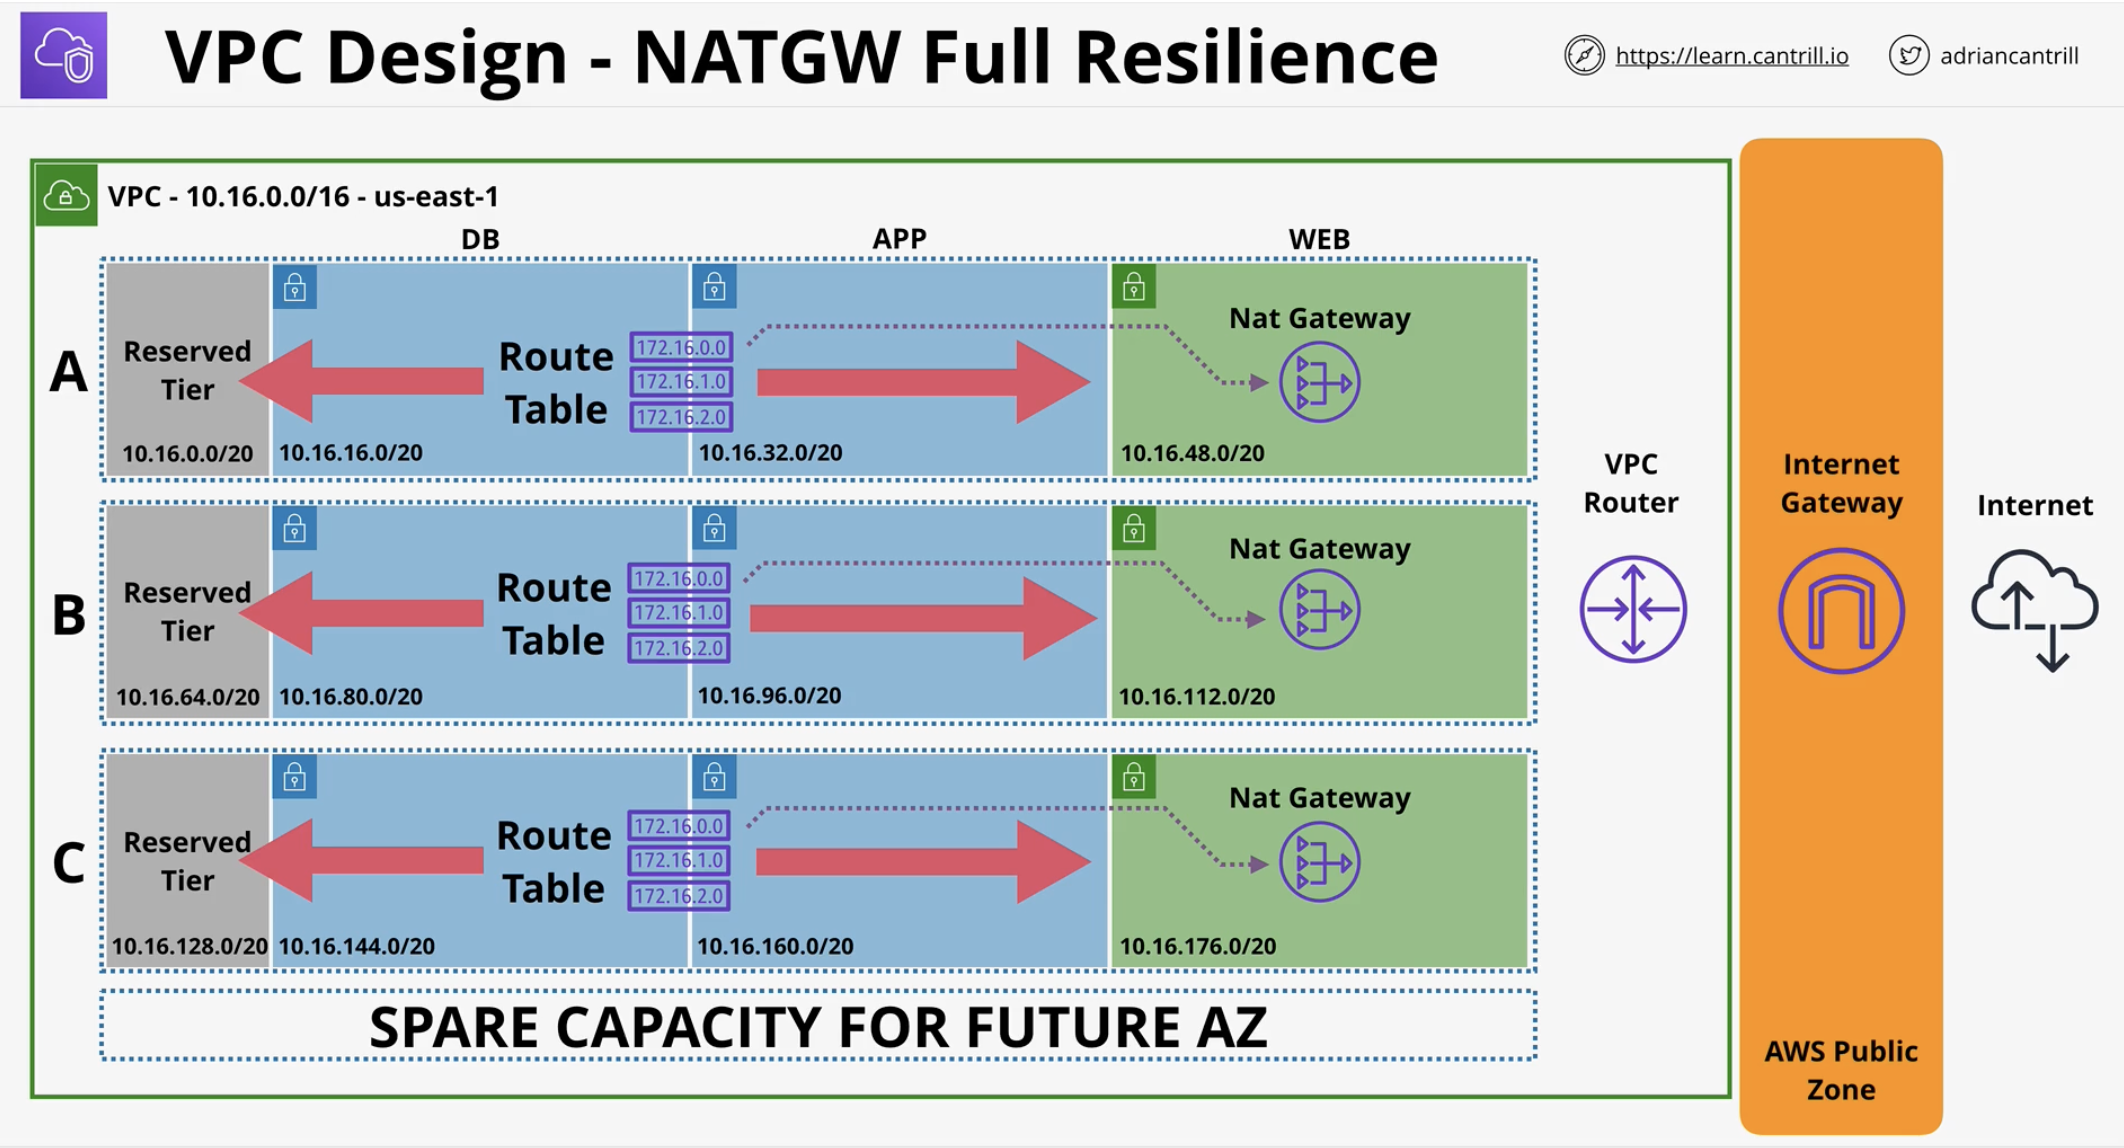 VPC Design - NATGW Full Resilience
https://learn.cantrill.io
adriancantrill
VPC - 10.16.0.0/16 - us-east-1
DB
APP
WEB
A
Reserved
Tier
10.16.0.0/20
Route
Table
172.16.0.0
172.16.1.0
172.16.2.0
10.16.16.0/20
10.16.32.0/20
Nat Gateway
10.16.48.0/20
B
Reserved
Tier
10.16.64.0/20
Route
Table
172.16.0.0
172.16.1.0
172.16.2.0
10.16.80.0/20
10.16.96.0/20
Nat Gateway
10.16.112.0/20
C
Reserved
Tier
10.16.128.0/20
Route
Table
172.16.0.0
172.16.1.0
172.16.2.0
10.16.144.0/20
10.16.160.0/20
Nat Gateway
10.16.176.0/20
SPARE CAPACITY FOR FUTURE AZ
VPC
Router
Internet
Gateway
AWS Public
Zone
Internet